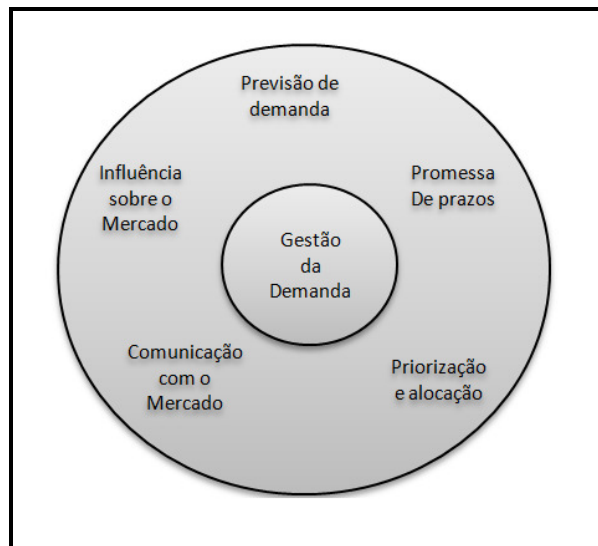 Previsão de
demanda
Influência
sobre o
Mercado
Promessa
De prazos
Gestão
da
Demanda
Comunicação
com o
Mercado
Priorização
e alocação